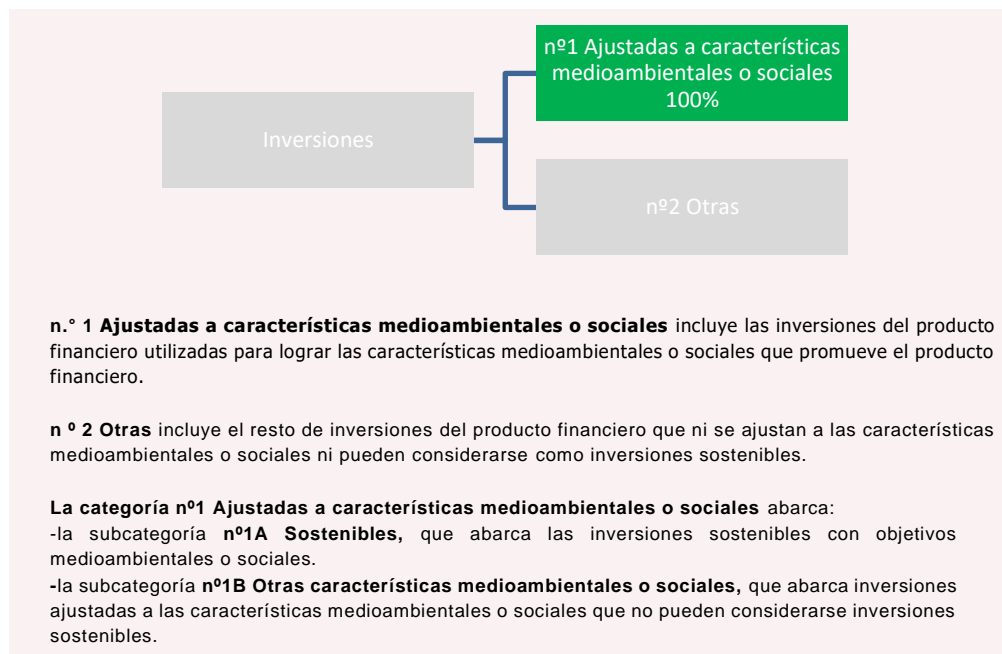 nº1 Ajustadas a características
medioambientales o sociales
100%
Inversiones
nº2 Otras
n.° 1 Ajustadas a características medioambientales o sociales incluye las inversiones del producto
financiero utilizadas para lograr las características medioambientales o sociales que promueve el producto
financiero.
n º 2 Otras incluye el resto de inversiones del producto financiero que ni se ajustan a las características
medioambientales o sociales ni pueden considerarse como inversiones sostenibles.
La categoría nº1 Ajustadas a características medioambientales o sociales abarca:
-la subcategoría nº1A Sostenibles, que abarca las inversiones sostenibles con objetivos
medioambientales o sociales.
-la subcategoría nº1B Otras características medioambientales o sociales, que abarca inversiones
ajustadas a las características medioambientales o sociales que no pueden considerarse inversiones
sostenibles.